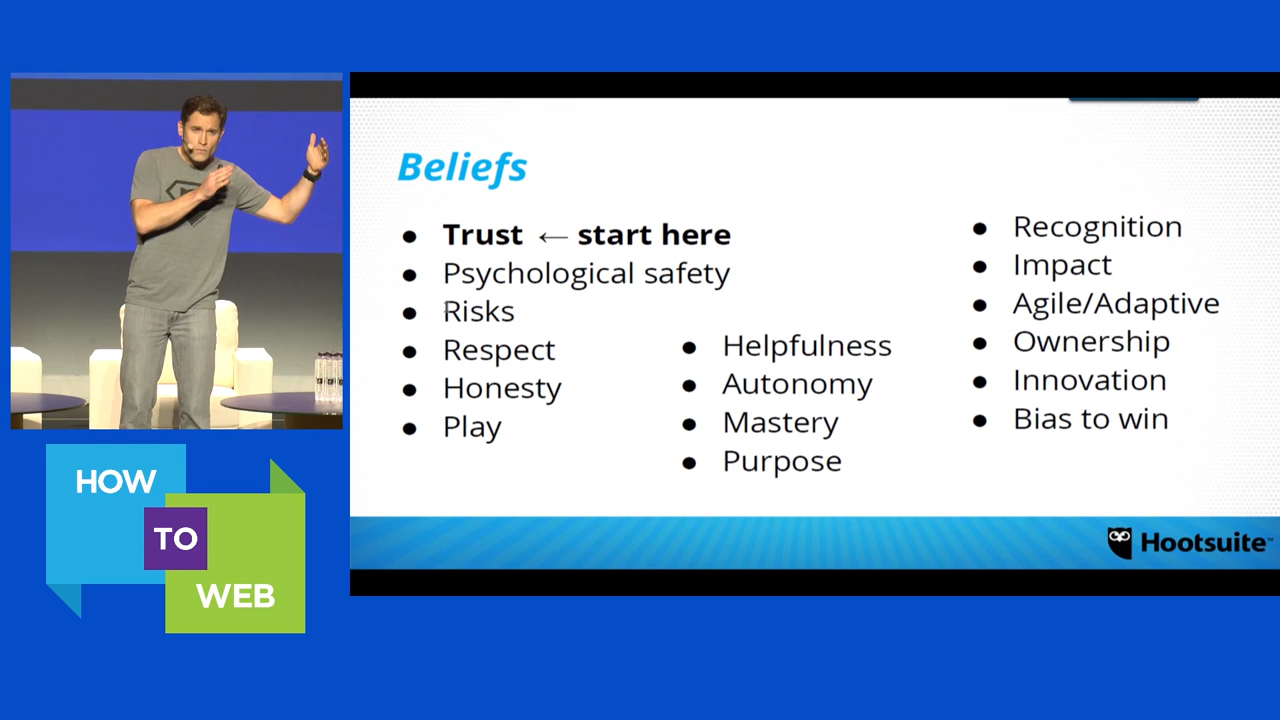 Beliefs
Trust ← start here
Psychological safety
Risks
Respect
Honesty
Play
Helpfulness
Autonomy
Mastery
Purpose
Recognition
Impact
Agile/Adaptive
Ownership
Innovation
Bias to win
Hootsuite™
HOW
TO
WEB